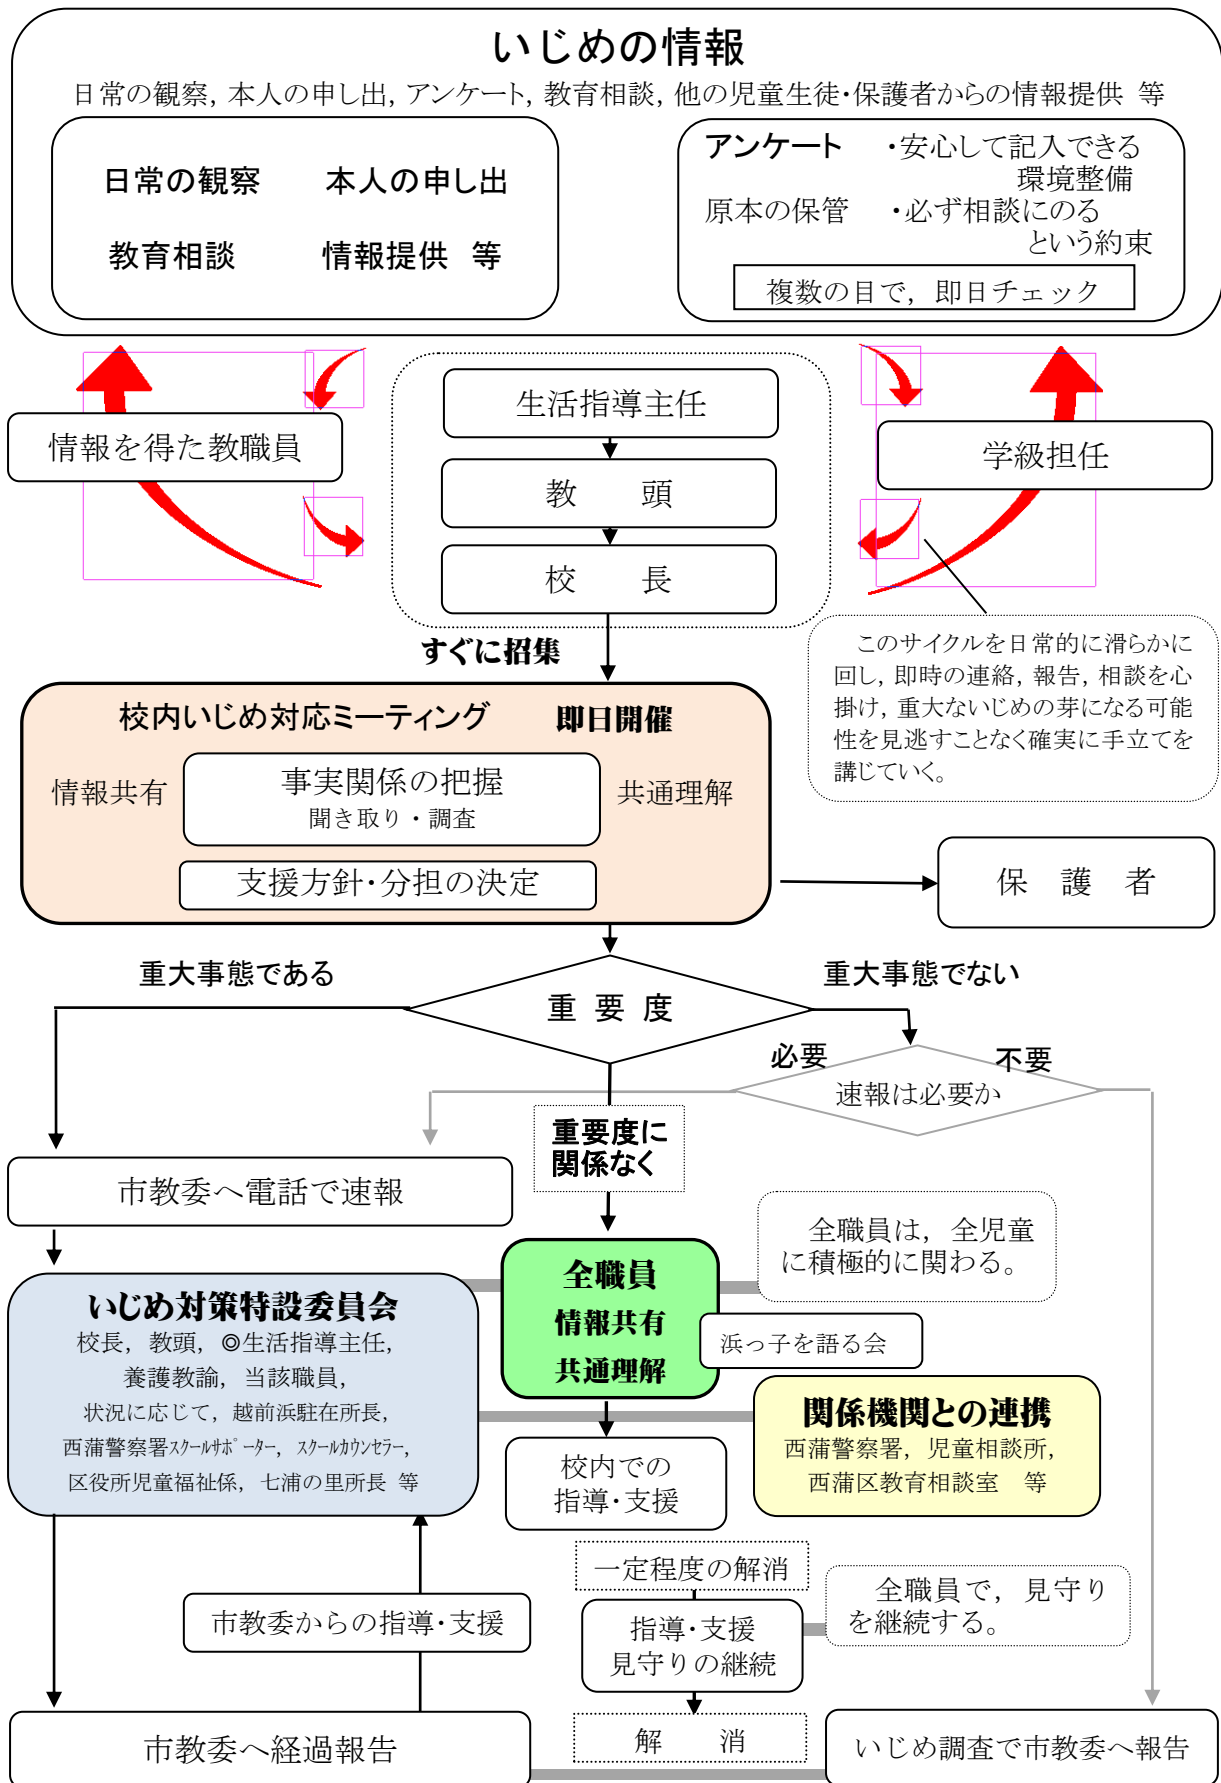 いじめの情報
日常の観察，本人の申し出，アンケート，教育相談，他の児童生徒・保護者からの情報提供 等
日常の観察 本人の申し出
教育相談 情報提供 等
アンケート ・安心して記入できる
環境整備
原本の保管 ・必ず相談にのる
という約束
複数の目で，即日チェック
情報を得た教職員
生活指導主任
教 頭
校 長
学級担任
すぐに招集
このサイクルを日常的に滑らかに
回し，即時の連絡，報告，相談を心
掛け，重大ないじめの芽になる可能
性を見逃すことなく確実に手立てを
講じていく。
校内いじめ対応ミーティング 即日開催
情報共有
事実関係の把握
聞き取り・調査
共通理解
支援方針・分担の決定
保 護 者
重大事態である
重 要 度
重大事態でない
必要
不要
速報は必要か
重要度に
関係なく
市教委へ電話で速報
全職員は，全児童
に積極的に関わる。
全職員
情報共有
共通理解
浜っ子を語る会
いじめ対策特設委員会
校長，教頭，◎生活指導主任，
養護教諭，当該職員，
状況に応じて，越前浜駐在所長，
西蒲警察署ｽｸｰﾙｻﾎﾟｰﾀｰ，ｽｸｰﾙｶｳﾝｾﾗｰ，
区役所児童福祉係，七浦の里所長 等
関係機関との連携
西蒲警察署，児童相談所，
西蒲区教育相談室 等
校内での
指導・支援
一定程度の解消
指導・支援
見守りの継続
全職員で，見守り
を継続する。
市教委からの指導・支援
市教委へ経過報告
解 消
いじめ調査で市教委へ報告